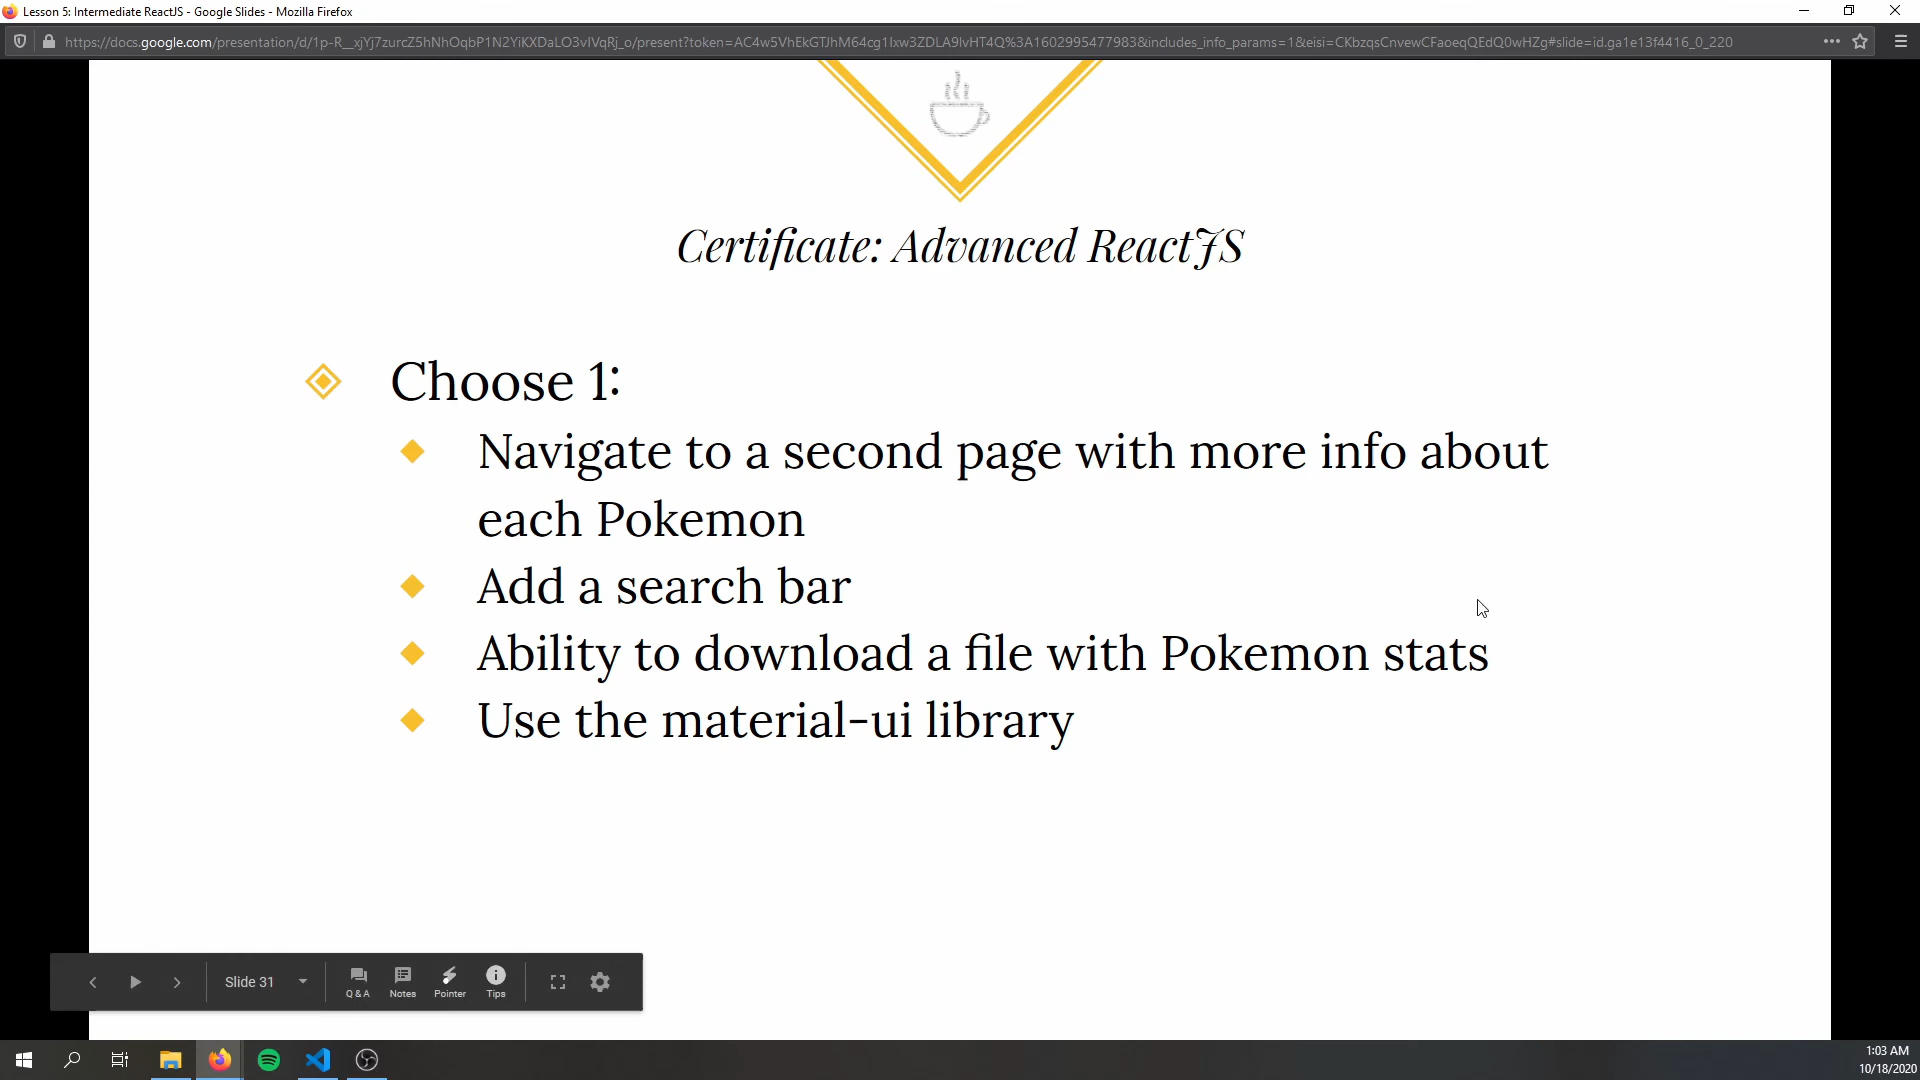 Lesson 5: Intermediate ReactJS - Google Slides - Mozilla Firefox
https://docs.google.com/presentation/d/1p-R__xjYj7zurcZ5hNhOqbP1N2YiKXDaLO3vIVqRj_o/present?token=AC4w5VhEkGTJhM64cg1Ixw3ZDLA9lvHT4Q%3A1602995477983&includes_info_params=1&eisi=CKbzqsCnvewCFaoeqQEdQ0wHZg#slide=id.ga1e13f4416_0_220
Certificate: Advanced ReactJS
Choose 1:
Navigate to a second page with more info about
each Pokemon
Add a search bar
Ability to download a file with Pokemon stats
Use the material-ui library
Slide 31
Q & A
Notes
Pointer
Tips
1:03 AM
10/18/2020